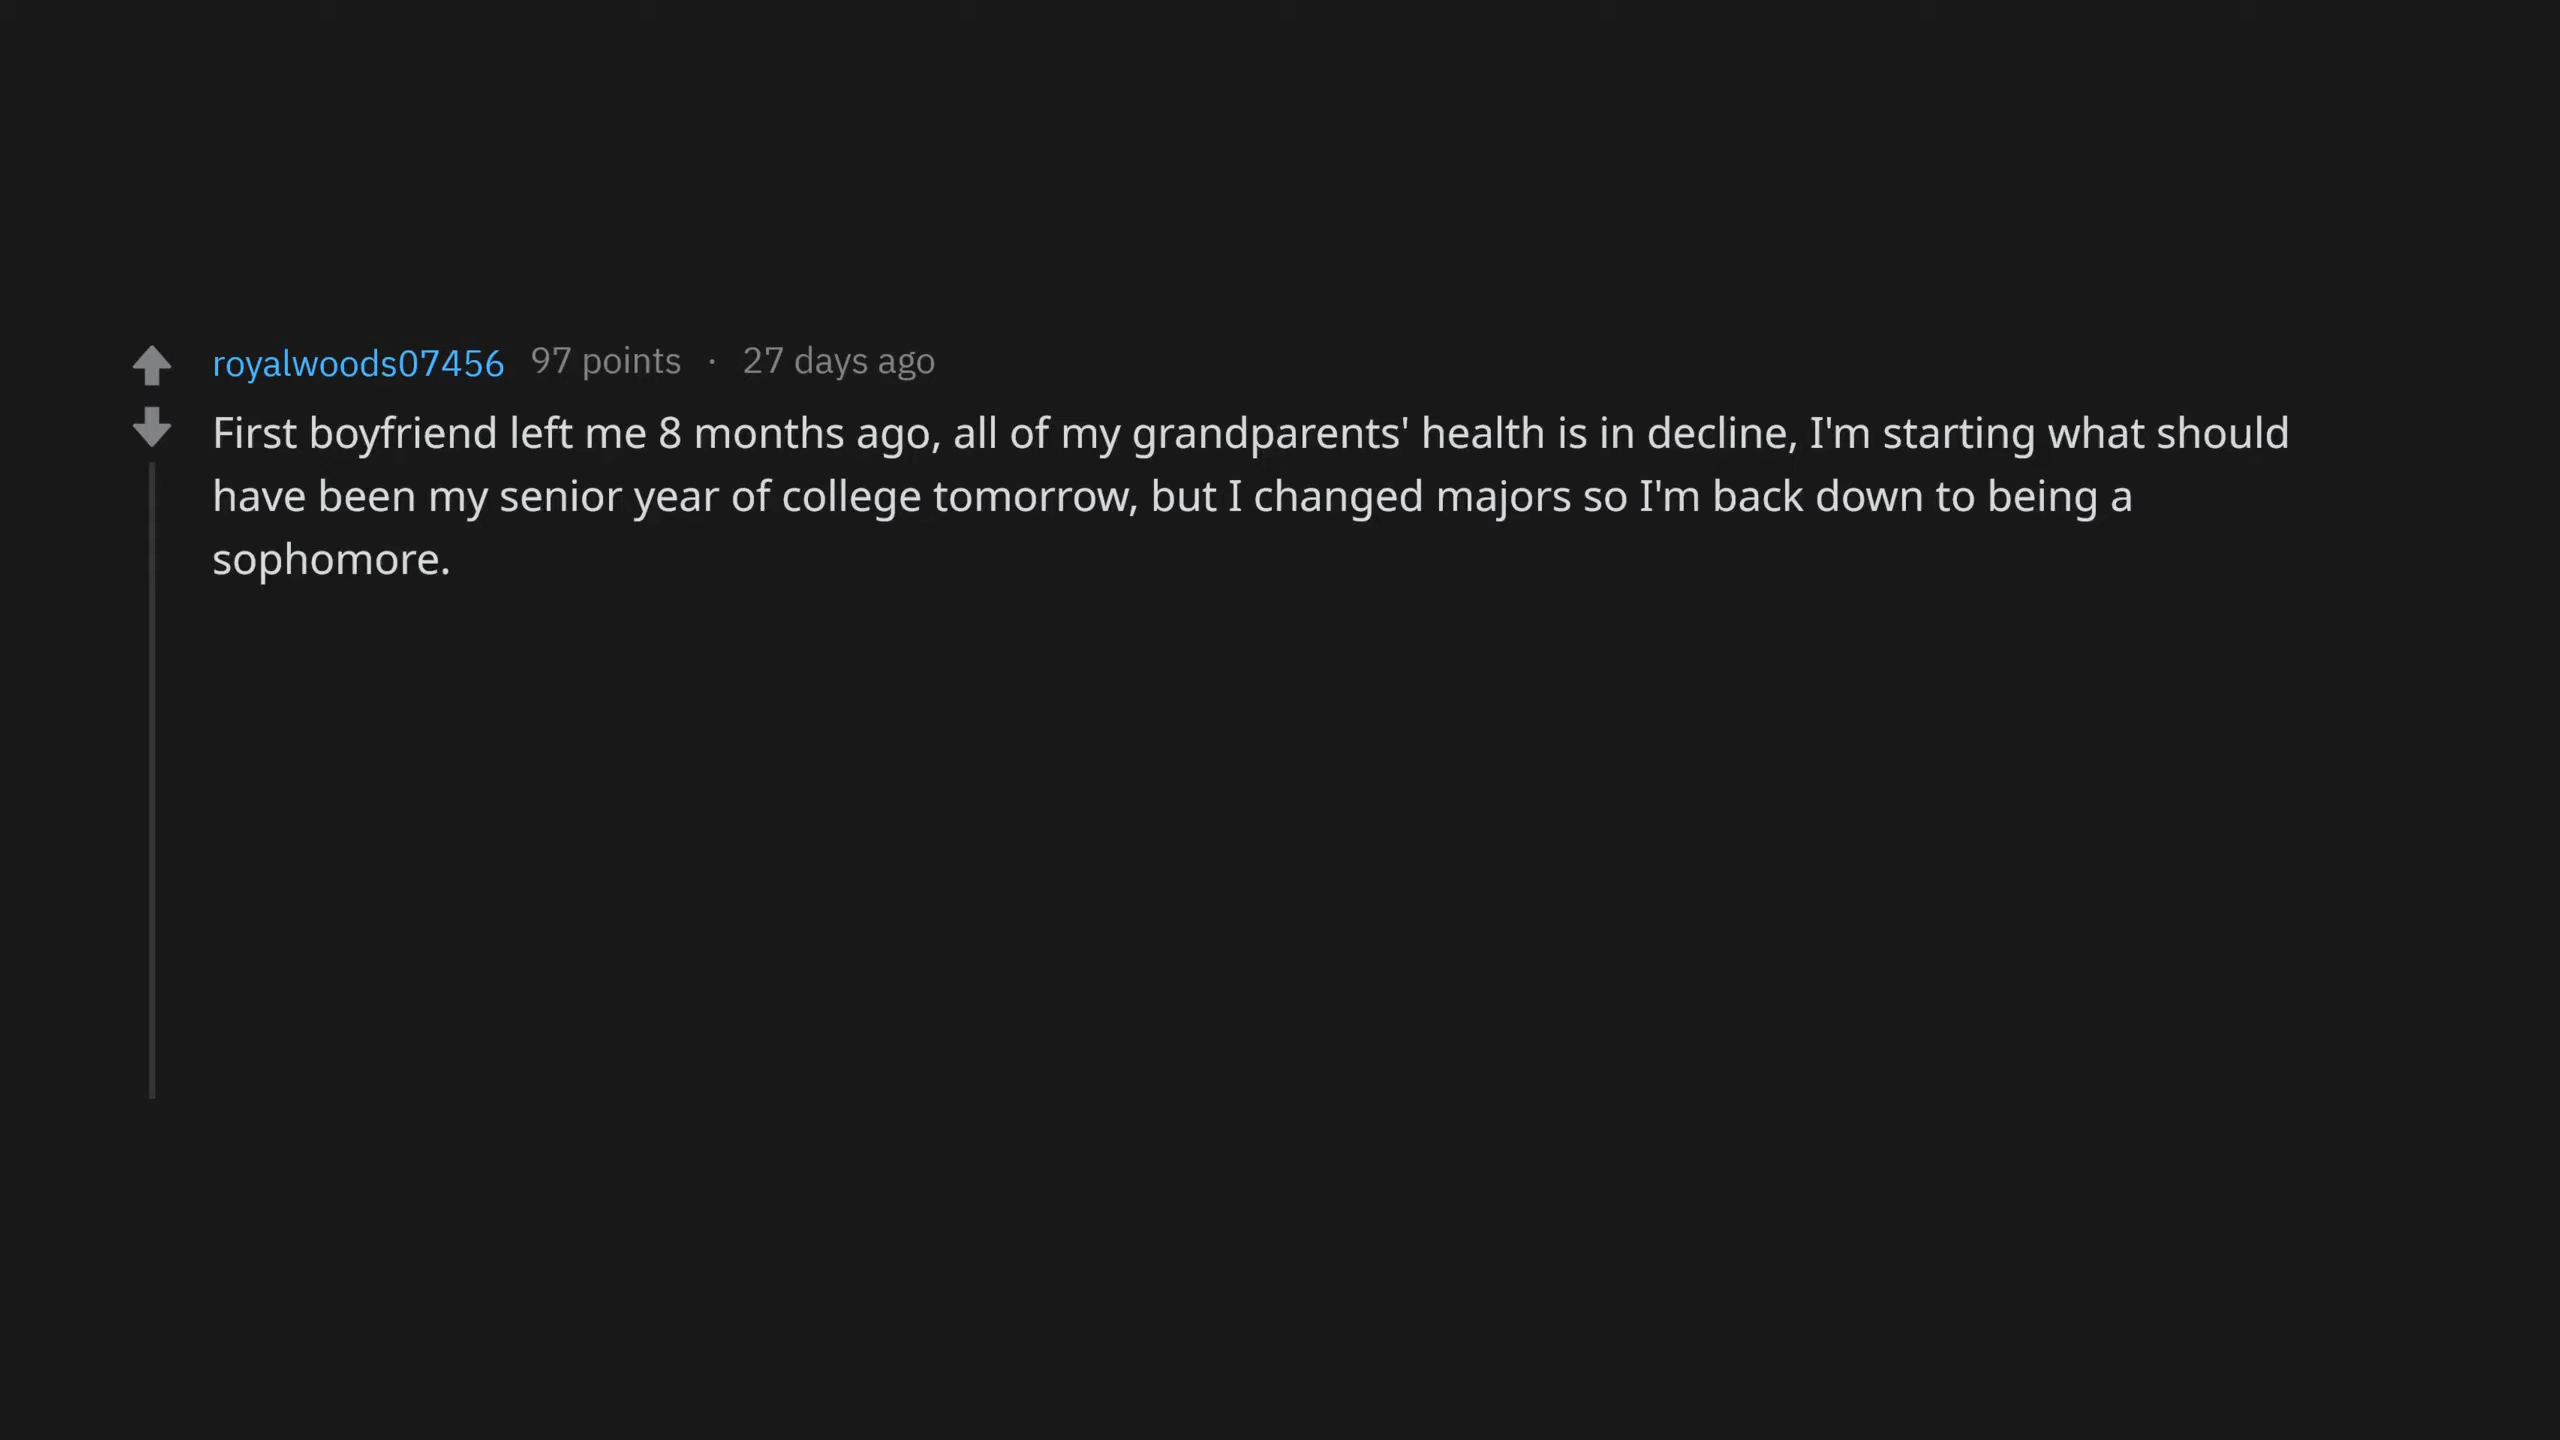 royalwoods07456 97 points · 27 days ago
First boyfriend left me 8 months ago, all of my grandparents' health is in decline, I'm starting what should
have been my senior year of college tomorrow, but I changed majors so I'm back down to being a
sophomore.